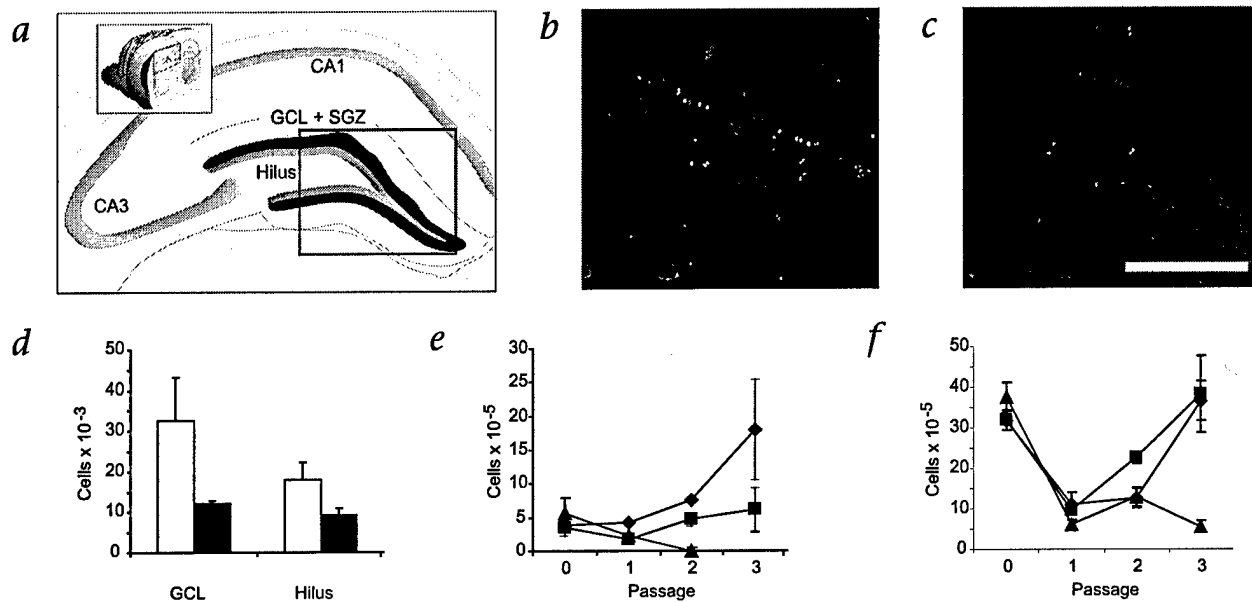 a
b
c
CA1
GCL + SGZ
Hilus
CA3
d
Cells x 10-3
50
40
30
20
10
0
GCL
Hilus
e
Cells x 10-5
30
25
20
15
10
5
0
0 1 2 3
Passage
f
Cells x 10-5
50
40
30
20
10
0
0 1 2 3
Passage